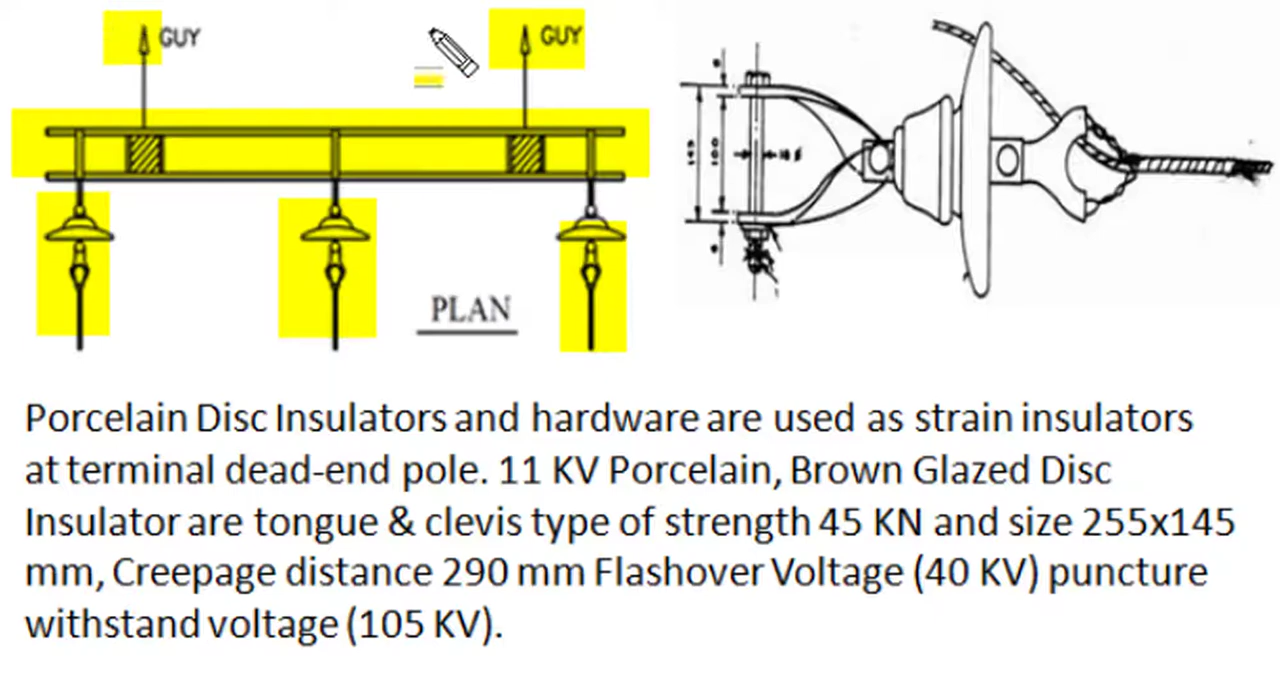 GUY
GUY
PLAN
100
Porcelain Disc Insulators and hardware are used as strain insulators
at terminal dead-end pole. 11 KV Porcelain, Brown Glazed Disc
Insulator are tongue & clevis type of strength 45 KN and size 255x145
mm, Creepage distance 290 mm Flashover Voltage (40 KV) puncture
withstand voltage (105 KV).